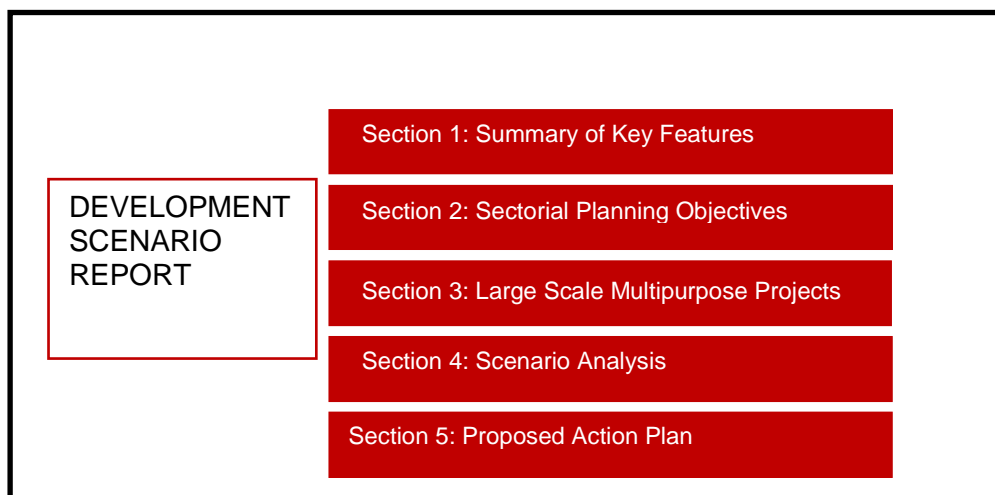 DEVELOPMENT
SCENARIO
REPORT
Section 1: Summary of Key Features
Section 2: Sectorial Planning Objectives
Section 3: Large Scale Multipurpose Projects
Section 4: Scenario Analysis
Section 5: Proposed Action Plan